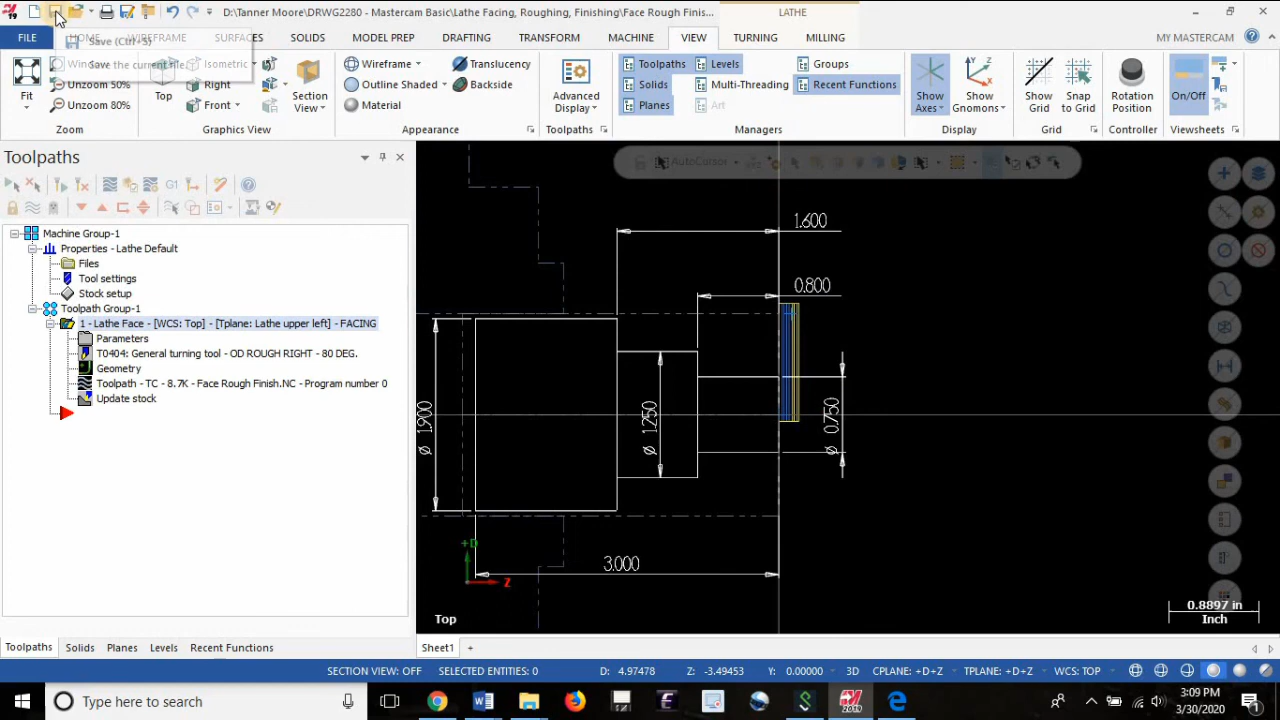 D:\Tanner Moore\DRWG2280 - Mastercam Basic\Lathe Facing, Roughing, Finishing\Face Rough Finis...
LATHE
FILE HOME WIREFRAME SURFACES SOLIDS MODEL PREP DRAFTING TRANSFORM MACHINE VIEW TURNING MILLING MY MASTERCAM
Save (Ctrl+S)
Save the current file.
Fit
Unzoom 50%
Unzoom 80%
Zoom
Top
Isometric
Right
Front
Graphics View
Section View
Wireframe
Outline Shaded
Material
Translucency
Backside
Appearance
Advanced Display
Toolpaths
Toolpaths Levels Groups
Solids Multi-Threading Recent Functions
Planes Art
Managers
Show Axes
Show Gnomons
Display
Show Grid
Snap to Grid
Grid
Rotation Position
Controller
On/Off
Viewsheets
Toolpaths
G1
Machine Group-1
Properties - Lathe Default
Files
Tool settings
Stock setup
Toolpath Group-1
1 - Lathe Face - [WCS: Top] - [Tplane: Lathe upper left] - FACING
Parameters
T0404: General turning tool - OD ROUGH RIGHT - 80 DEG.
Geometry
Toolpath - TC - 8.7K - Face Rough Finish.NC - Program number 0
Update stock
AutoCursor
1.600
0.800
Ø 1.900
Ø 1.250
Ø 0.750
3.000
+D
Z
Top
0.8897 in
Inch
Toolpaths Solids Planes Levels Recent Functions
Sheet1 +
SECTION VIEW: OFF SELECTED ENTITIES: 0 D: 4.97478 Z: -3.49453 Y: 0.00000 3D CPLANE: +D+Z TPLANE: +D+Z WCS: TOP
Type here to search
3:09 PM
3/30/2020